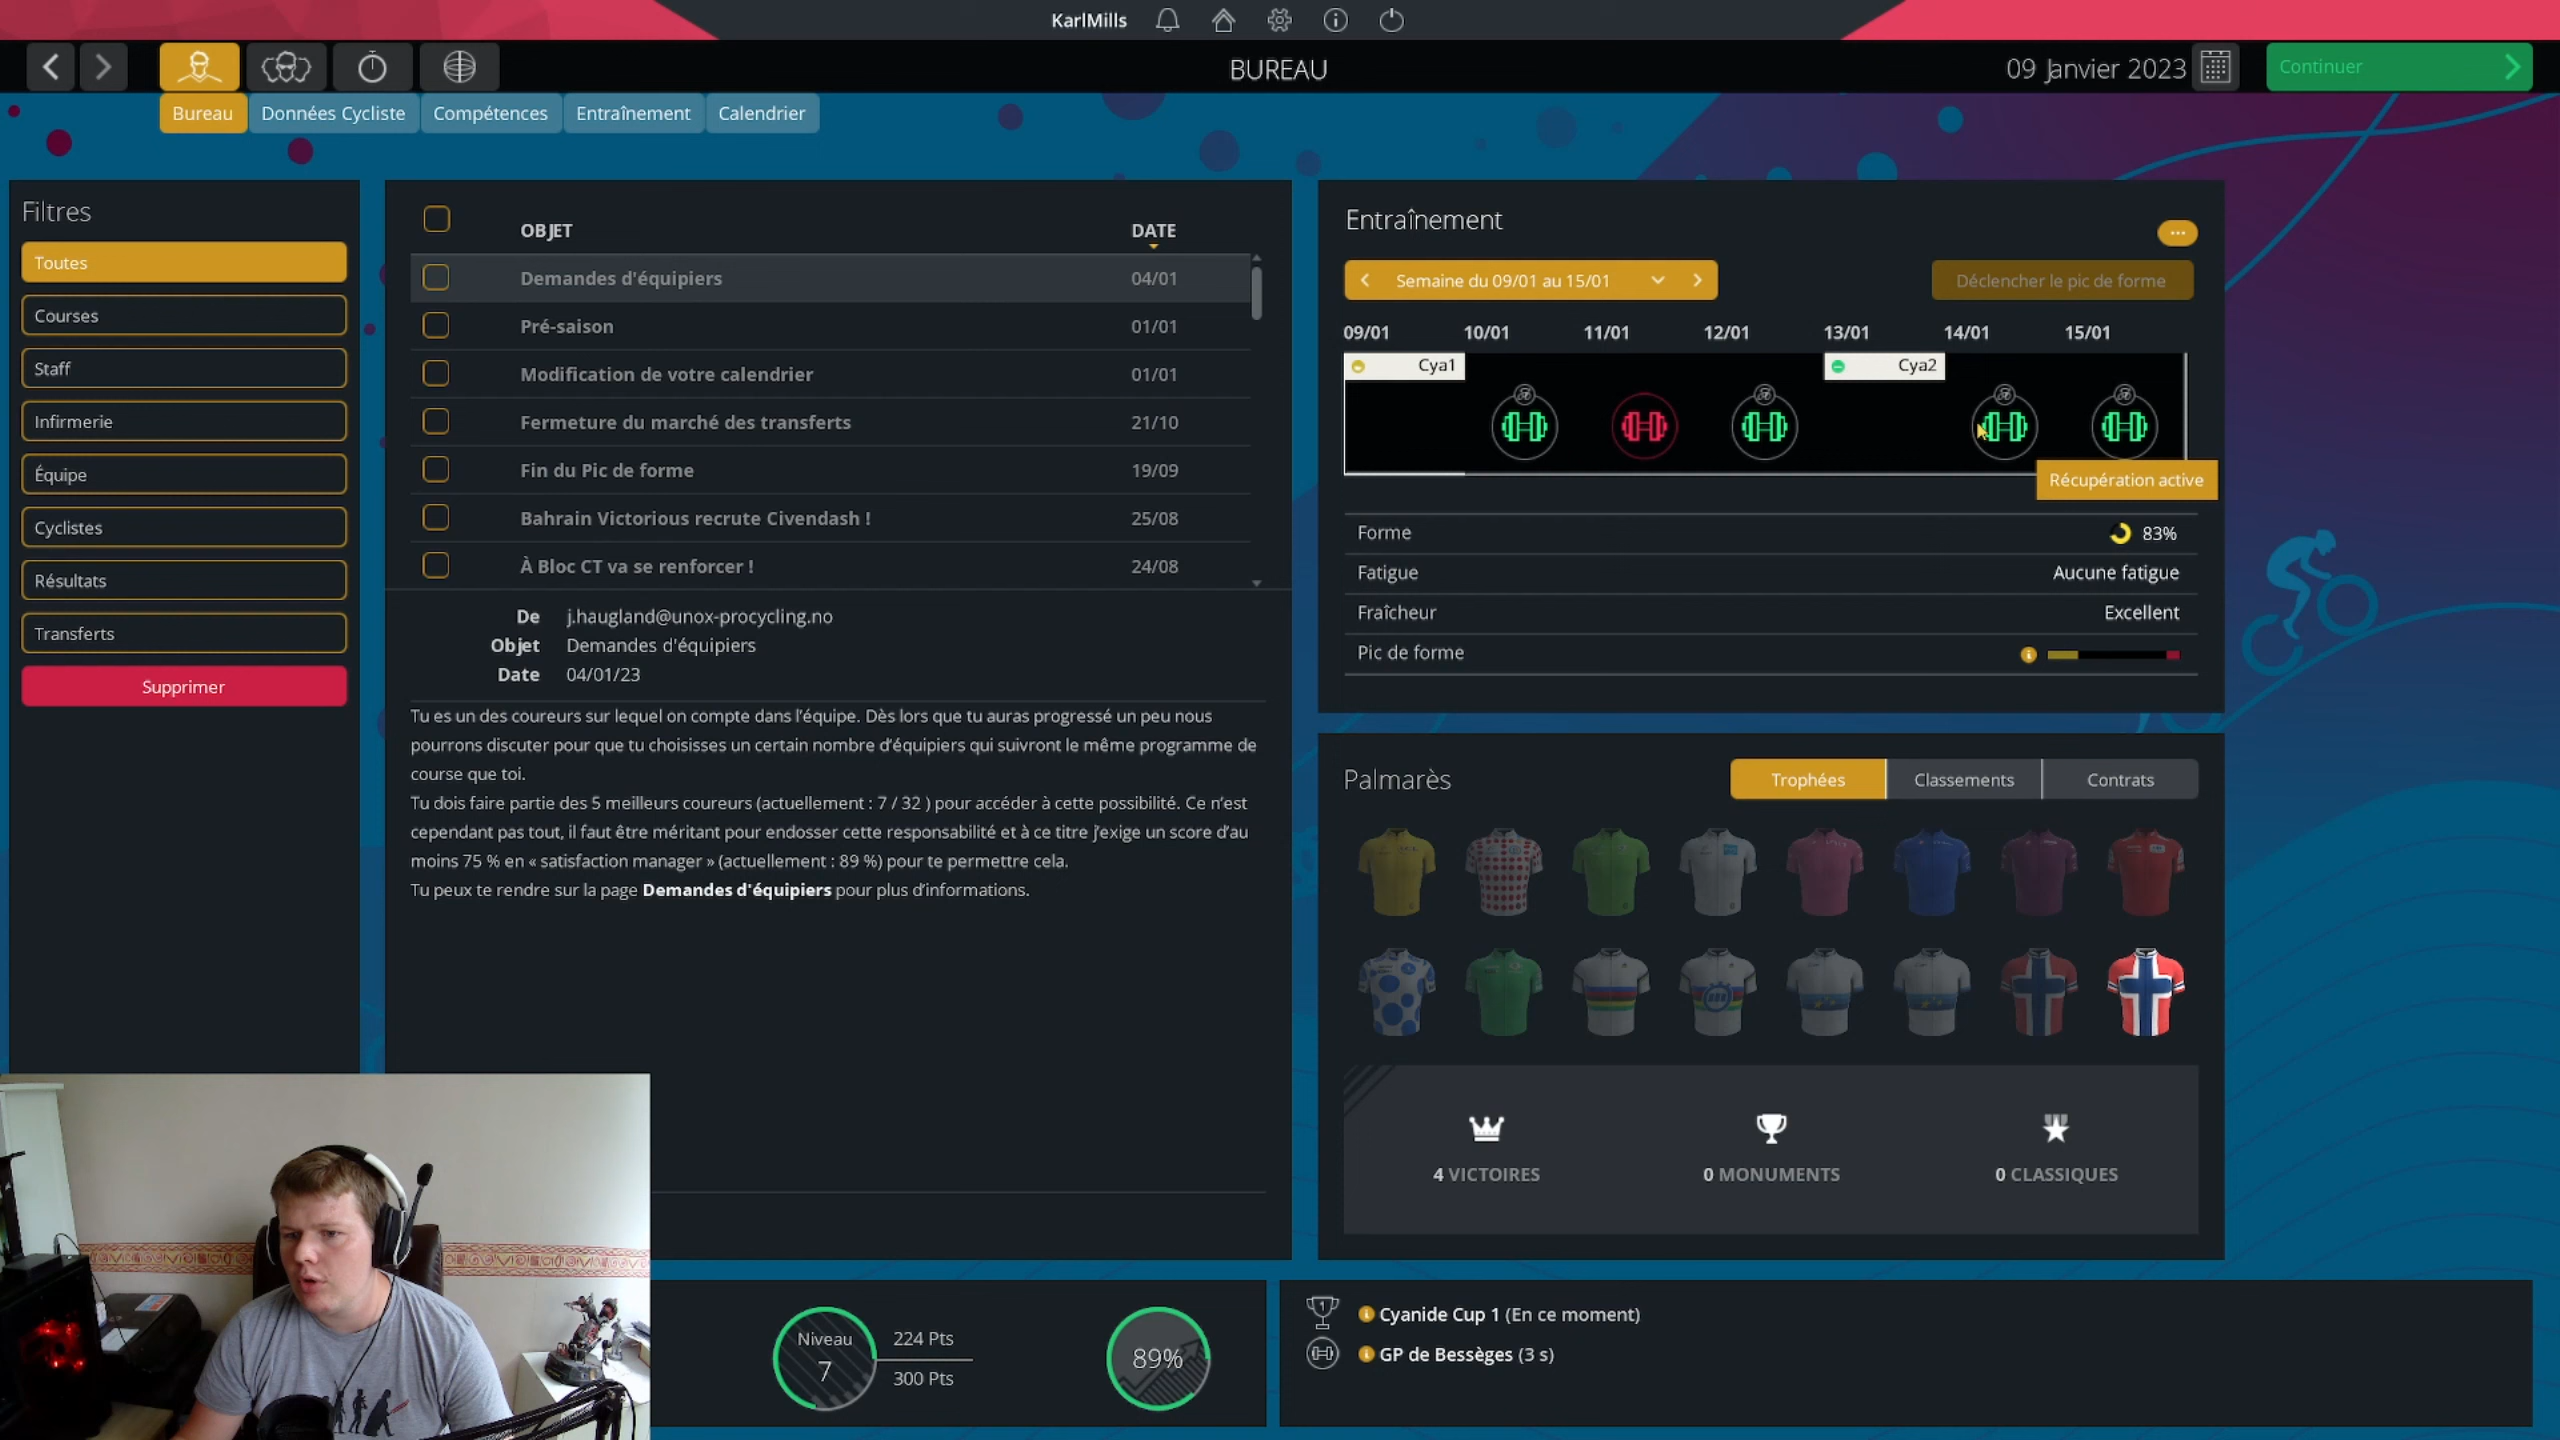 KarlMills
BUREAU
09 Janvier 2023
Continuer
Bureau
Données Cycliste
Compétences
Entraînement
Calendrier
Filtres
Toutes
Courses
Staff
Infirmerie
Équipe
Cyclistes
Résultats
Transferts
Supprimer
OBJET DATE
Demandes d'équipiers 04/01
Pré-saison 01/01
Modification de votre calendrier 01/01
Fermeture du marché des transferts 21/10
Fin du Pic de forme 19/09
Bahrain Victorious recrute Civendash ! 25/08
À Bloc CT va se renforcer ! 24/08
De j.haugland@unox-procycling.no
Objet Demandes d'équipiers
Date 04/01/23
Tu es un des coureurs sur lequel on compte dans l'équipe. Dès lors que tu auras progressé un peu nous
pourrons discuter pour que tu choisisses un certain nombre d'équipiers qui suivront le même programme de
course que toi.
Tu dois faire partie des 5 meilleurs coureurs (actuellement : 7 / 32 ) pour accéder à cette possibilité. Ce n'est
cependant pas tout, il faut être méritant pour endosser cette responsabilité et à ce titre j'exige un score d'au
moins 75 % en « satisfaction manager » (actuellement : 89 %) pour te permettre cela.
Tu peux te rendre sur la page Demandes d'équipiers pour plus d'informations.
Entraînement
Semaine du 09/01 au 15/01
Déclencher le pic de forme
09/01 10/01 11/01 12/01 13/01 14/01 15/01
Cya1 Cya2
Récupération active
Forme 83%
Fatigue Aucune fatigue
Fraîcheur Excellent
Pic de forme
Palmarès
Trophées Classements Contrats
4 VICTOIRES
0 MONUMENTS
0 CLASSIQUES
Niveau
7
224 Pts
300 Pts
89%
Cyanide Cup 1 (En ce moment)
GP de Bessèges (3 s)